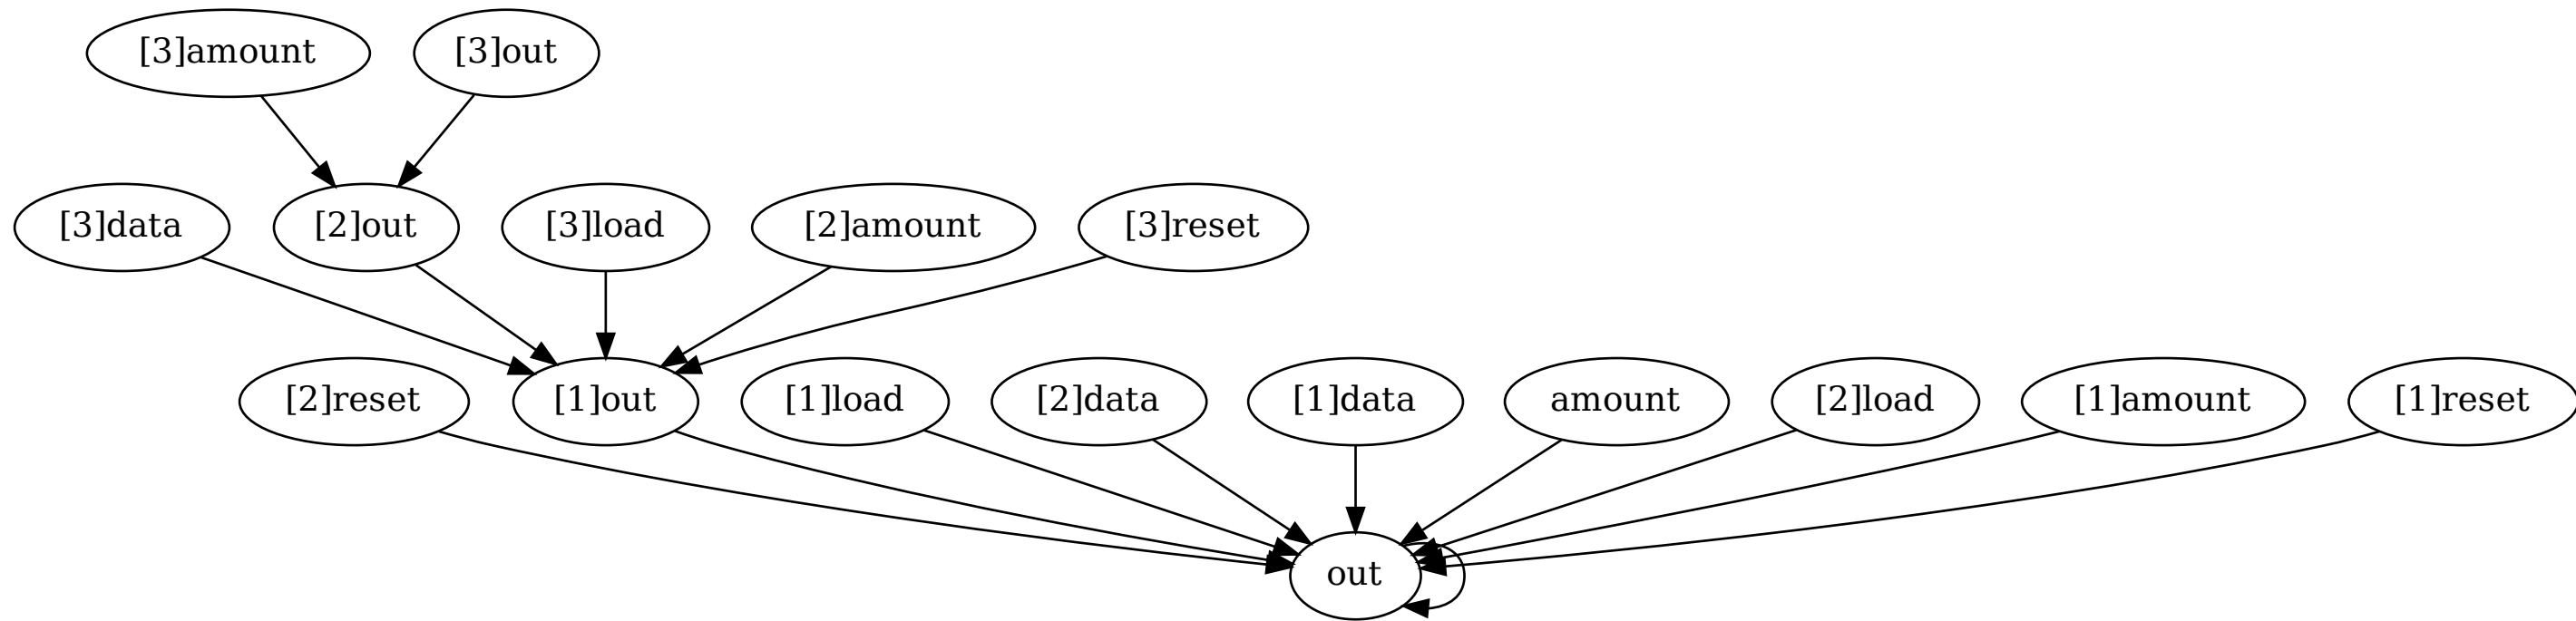 [3]amount
[3]out
[3]data
[2]out
[3]load
[2]amount
[3]reset
[2]reset
[1]out
[1]load
[2]data
[1]data
amount
[2]load
[1]amount
[1]reset
out